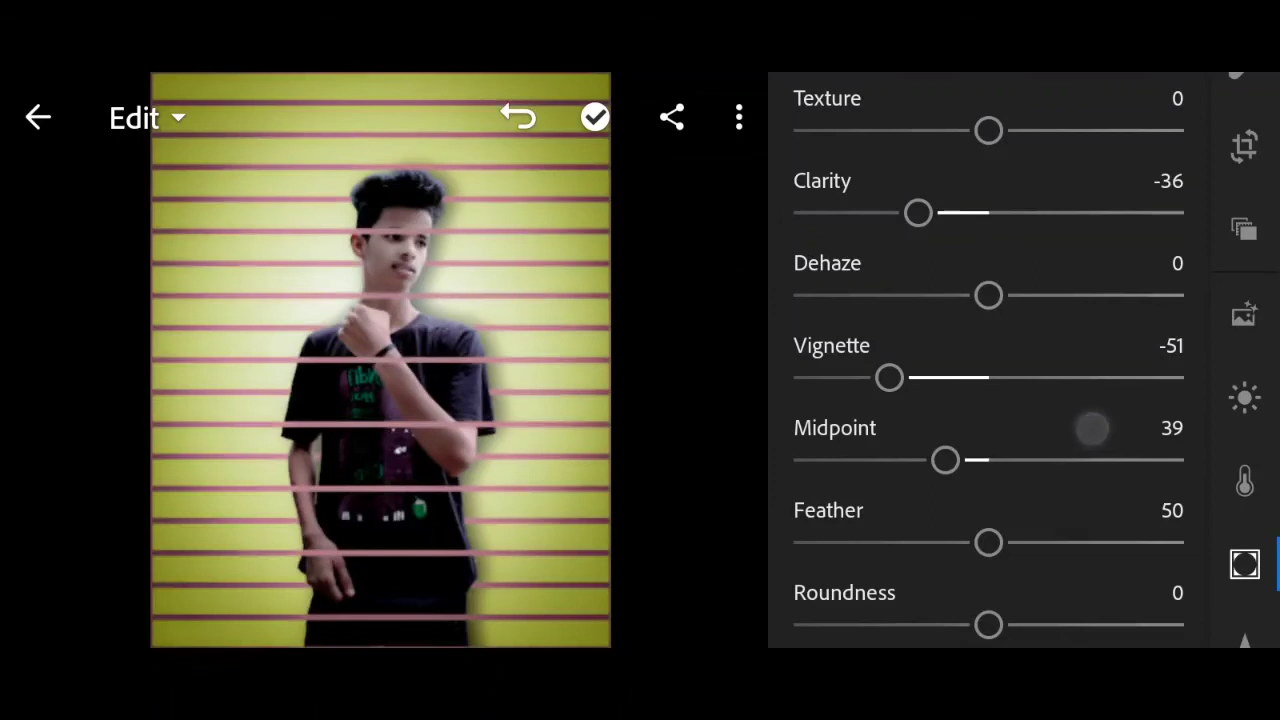 Edit
Texture 0
Clarity -36
Dehaze 0
Vignette -51
Midpoint 39
Feather 50
Roundness 0